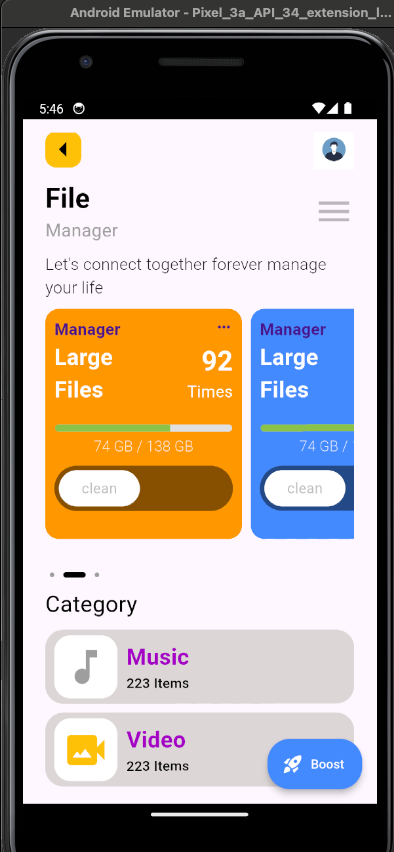 Android Emulator - Pixel_3a_API_34_extension_l...
5:46
File
Manager
Let's connect together forever manage
your life
Manager ...
Large 92
Files Times
74 GB / 138 GB
clean
Manager
Large
Files
74 GB /
clean
Category
Music
223 Items
Video
223 Items
Boost